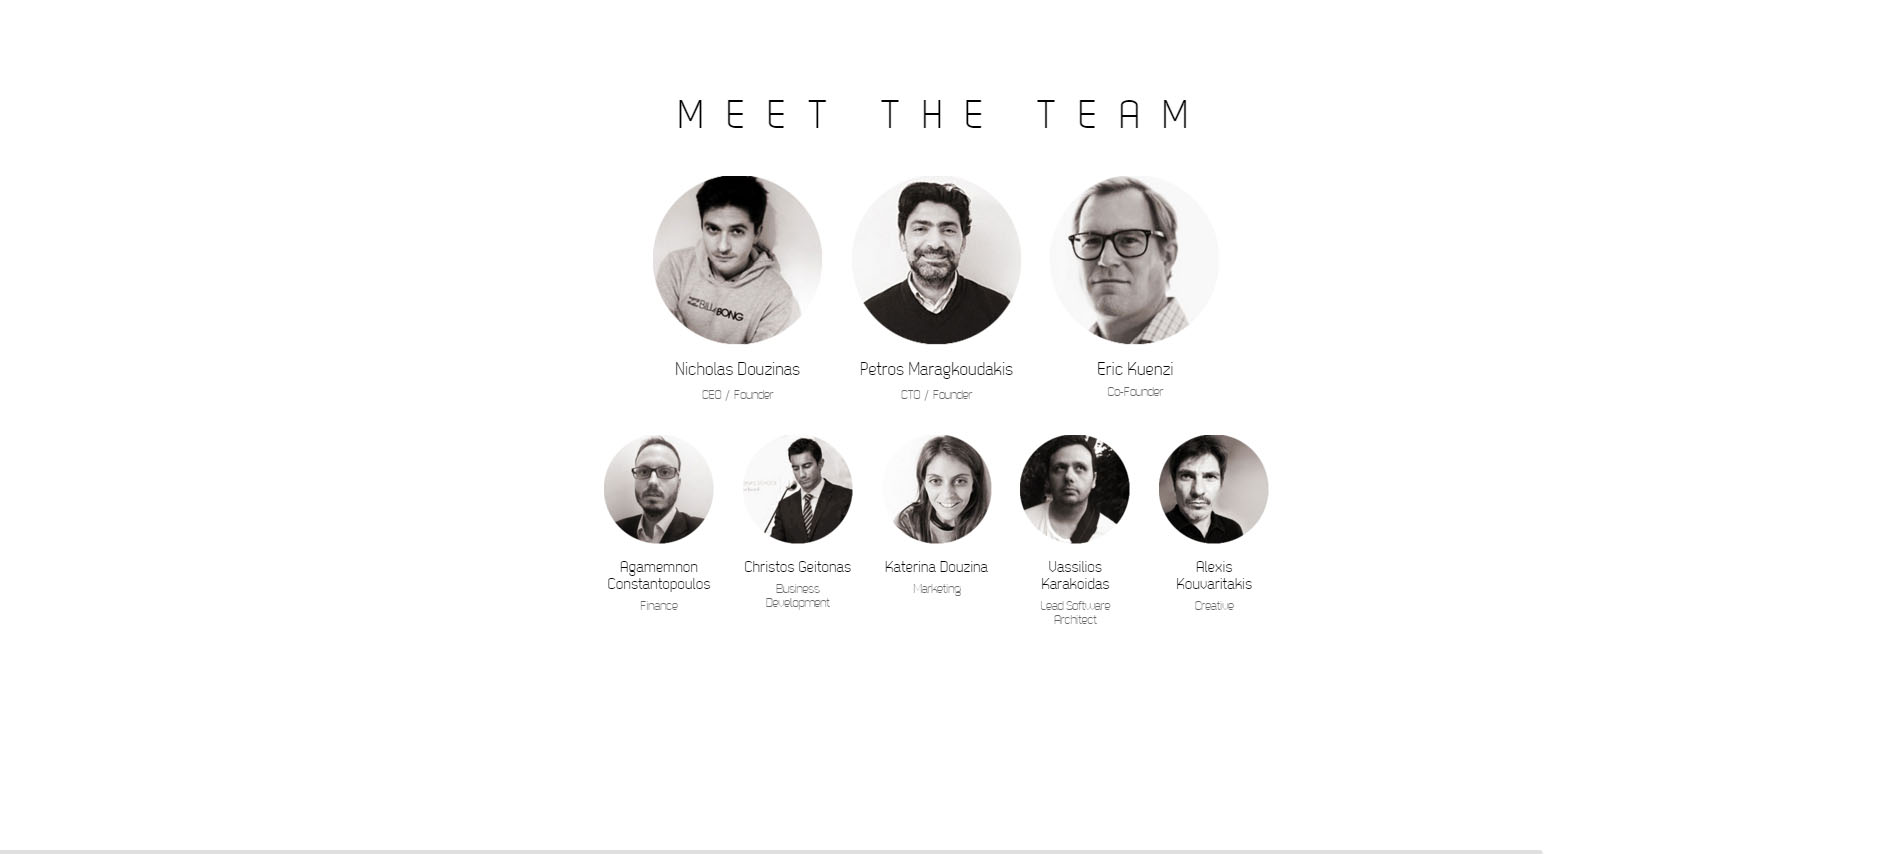 MEET THE TEAM
BILLABONG
Nicholas Douzinas
Petros Maragkoudakis
Eric Kuenzi
CEO / Founder
CTO / Founder
Co-Founder
Agamemnon
Constantopoulos
Finance
Christos Geitonas
Business
Development
Katerina Douzina
Marketing
Vassilios
Karakoidas
Lead Software
Architect
Alexis
Kouvaritakis
Creative